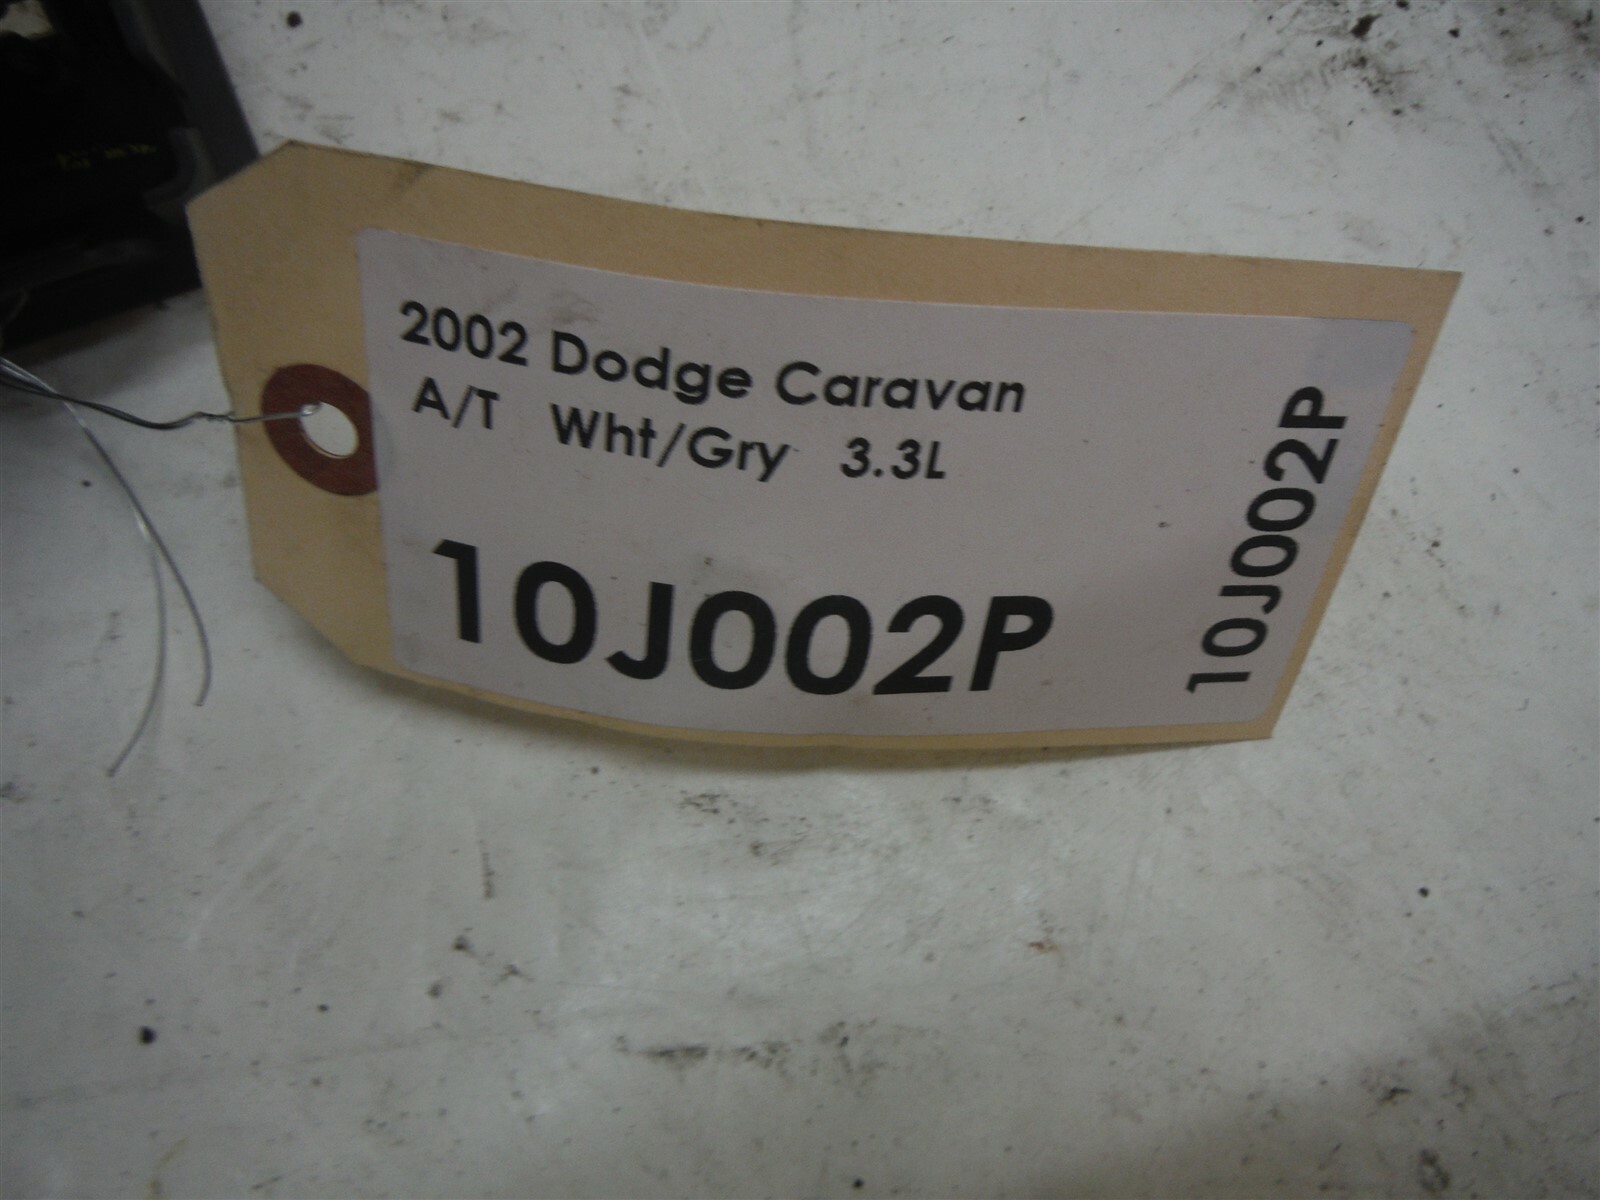 2002 Dodge Caravan
A/T Wht/Gry 3.3L
10J002P
10J002P